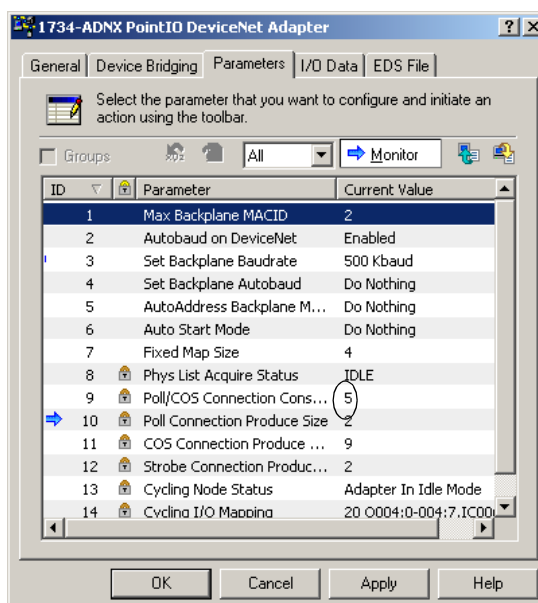 1734-ADNX PointIO DeviceNet Adapter
General Device Bridging Parameters I/O Data EDS File
Select the parameter that you want to configure and initiate an
action using the toolbar.
Groups All Monitor
ID Parameter Current Value
1 Max Backplane MACID 2
2 Autobaud on DeviceNet Enabled
3 Set Backplane Baudrate 500 Kbaud
4 Set Backplane Autobaud Do Nothing
5 AutoAddress Backplane M... Do Nothing
6 Auto Start Mode Do Nothing
7 Fixed Map Size 4
8 Phys List Acquire Status IDLE
9 Poll/COS Connection Cons... 5
10 Poll Connection Produce Size 2
11 COS Connection Produce ... 9
12 Strobe Connection Produc... 2
13 Cycling Node Status Adapter In Idle Mode
14 Cycling I/O Mapping 20 O004:0-004:7.IC00
OK Cancel Apply Help